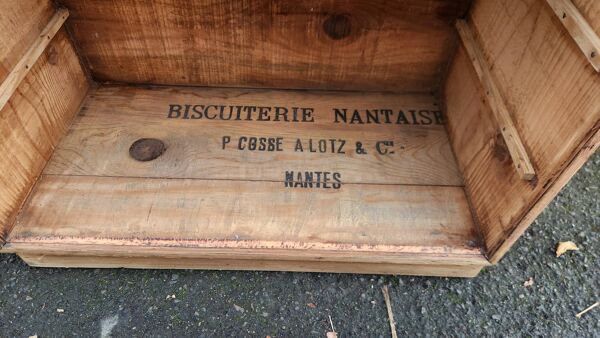 BISCUITERIE NANTAISE
P COSSE A LOTZ & Cie
NANTES